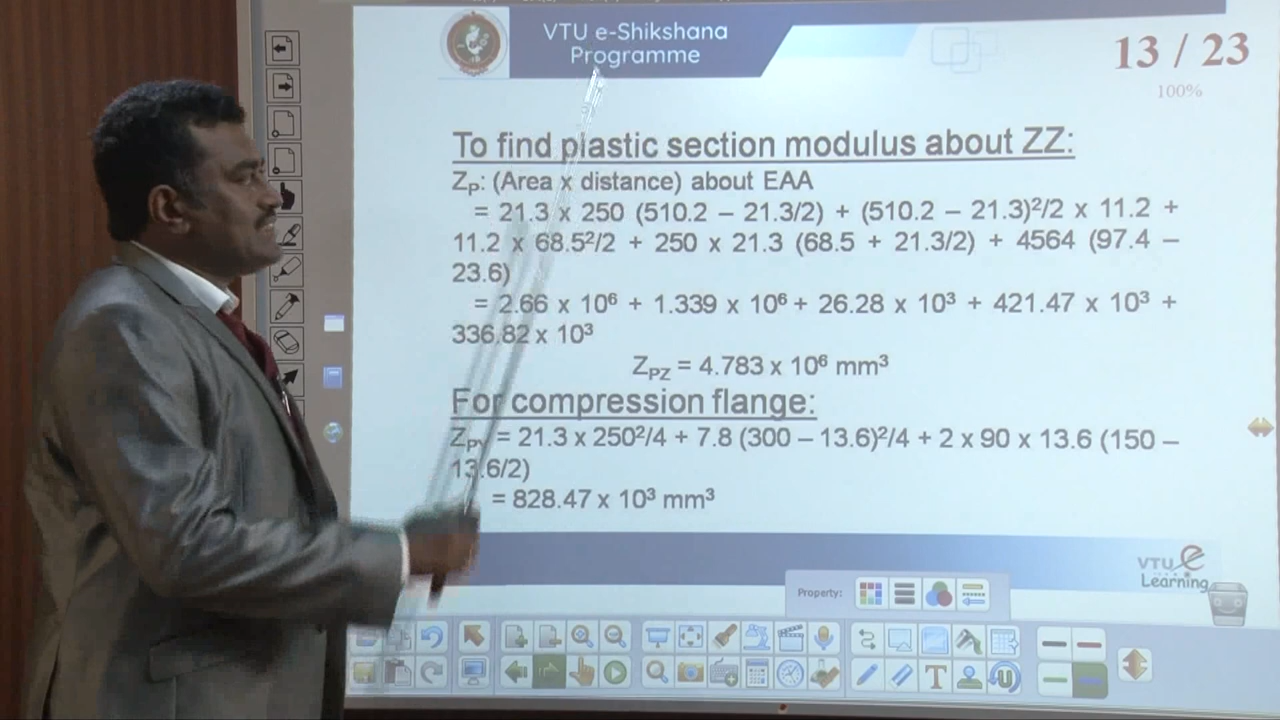 VTU e-Shikshana
Programme
13 / 23
100%
To find plastic section modulus about ZZ:
Z_P: (Area x distance) about EAA
= 21.3 x 250 (510.2 – 21.3/2) + (510.2 – 21.3)²/2 x 11.2 +
11.2 x 68.5²/2 + 250 x 21.3 (68.5 + 21.3/2) + 4564 (97.4 –
23.6)
= 2.66 x 10⁶ + 1.339 x 10⁶ + 26.28 x 10³ + 421.47 x 10³ +
336.82 x 10³
Z_PZ = 4.783 x 10⁶ mm³
For compression flange:
Z_PY = 21.3 x 250²/4 + 7.8 (300 – 13.6)²/4 + 2 x 90 x 13.6 (150 –
13.6/2)
= 828.47 x 10³ mm³
VTU e
Learning
Property: